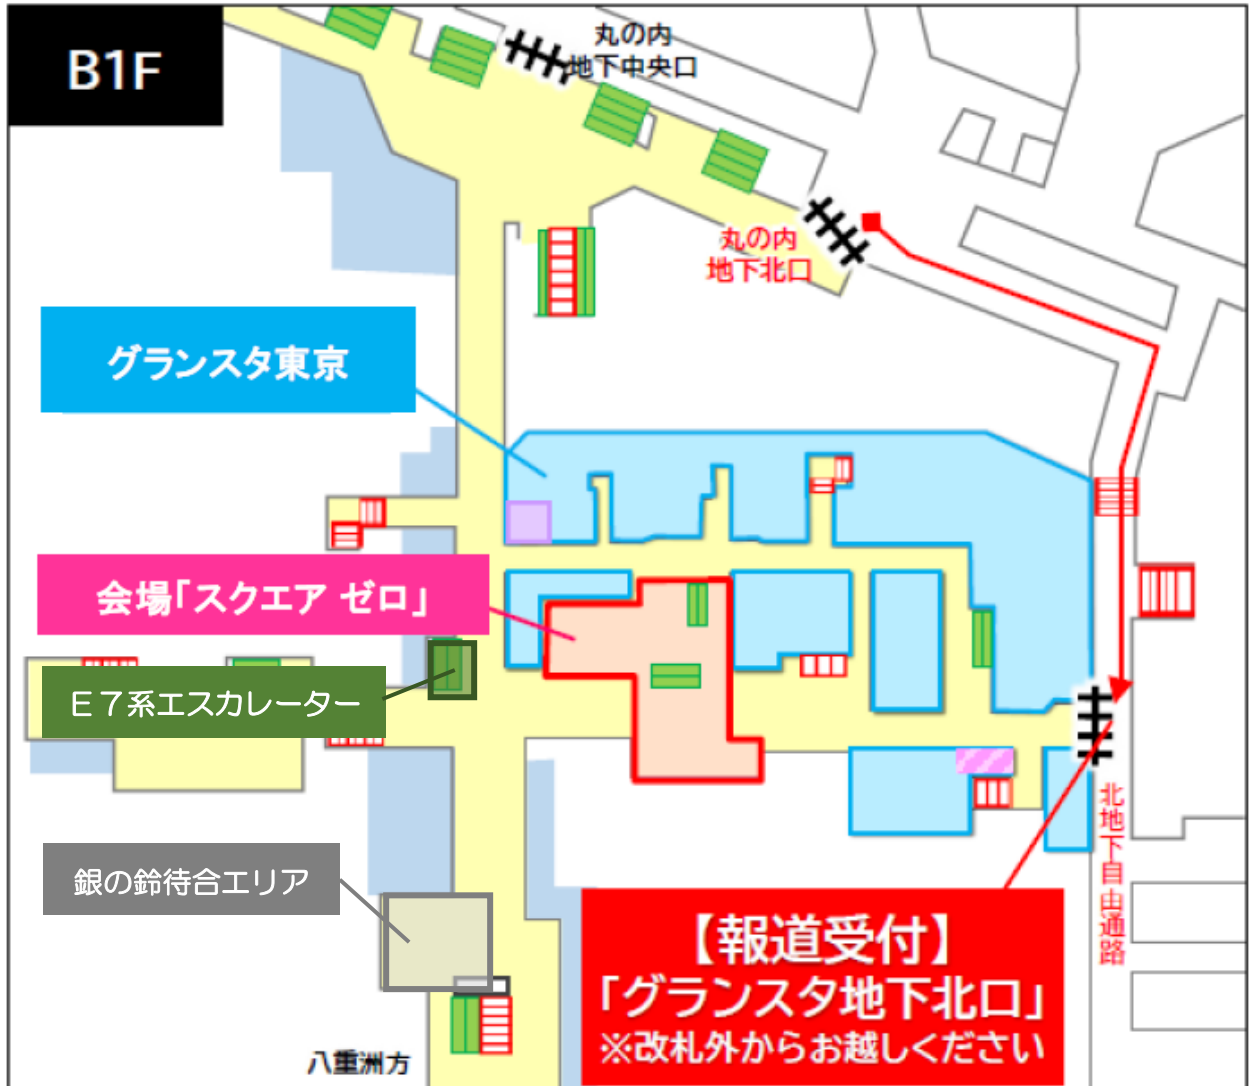 B1F
丸の内
地下中央口
丸の内
地下北口
グランスタ東京
会場「スクエア ゼロ」
E7系エスカレーター
銀の鈴待合エリア
北地下自由通路
【報道受付】
「グランスタ地下北口」
※改札外からお越しください
八重洲方